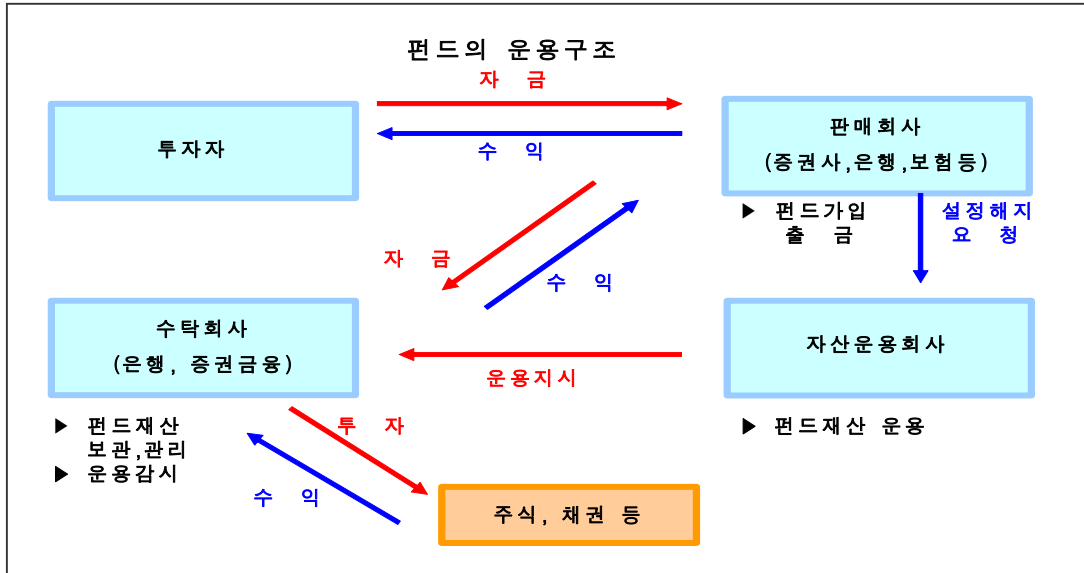 펀드의 운용구조
자 금
투자자
수 익
판매회사
(증권사,은행,보험등)
▶ 펀드가입
출 금
설정해지
요 청
자 금
수 익
수탁회사
(은행, 증권금융)
자산운용회사
운용지시
▶ 펀드재산
보관,관리
▶ 운용감시
투 자
수 익
▶ 펀드재산 운용
주식, 채권 등